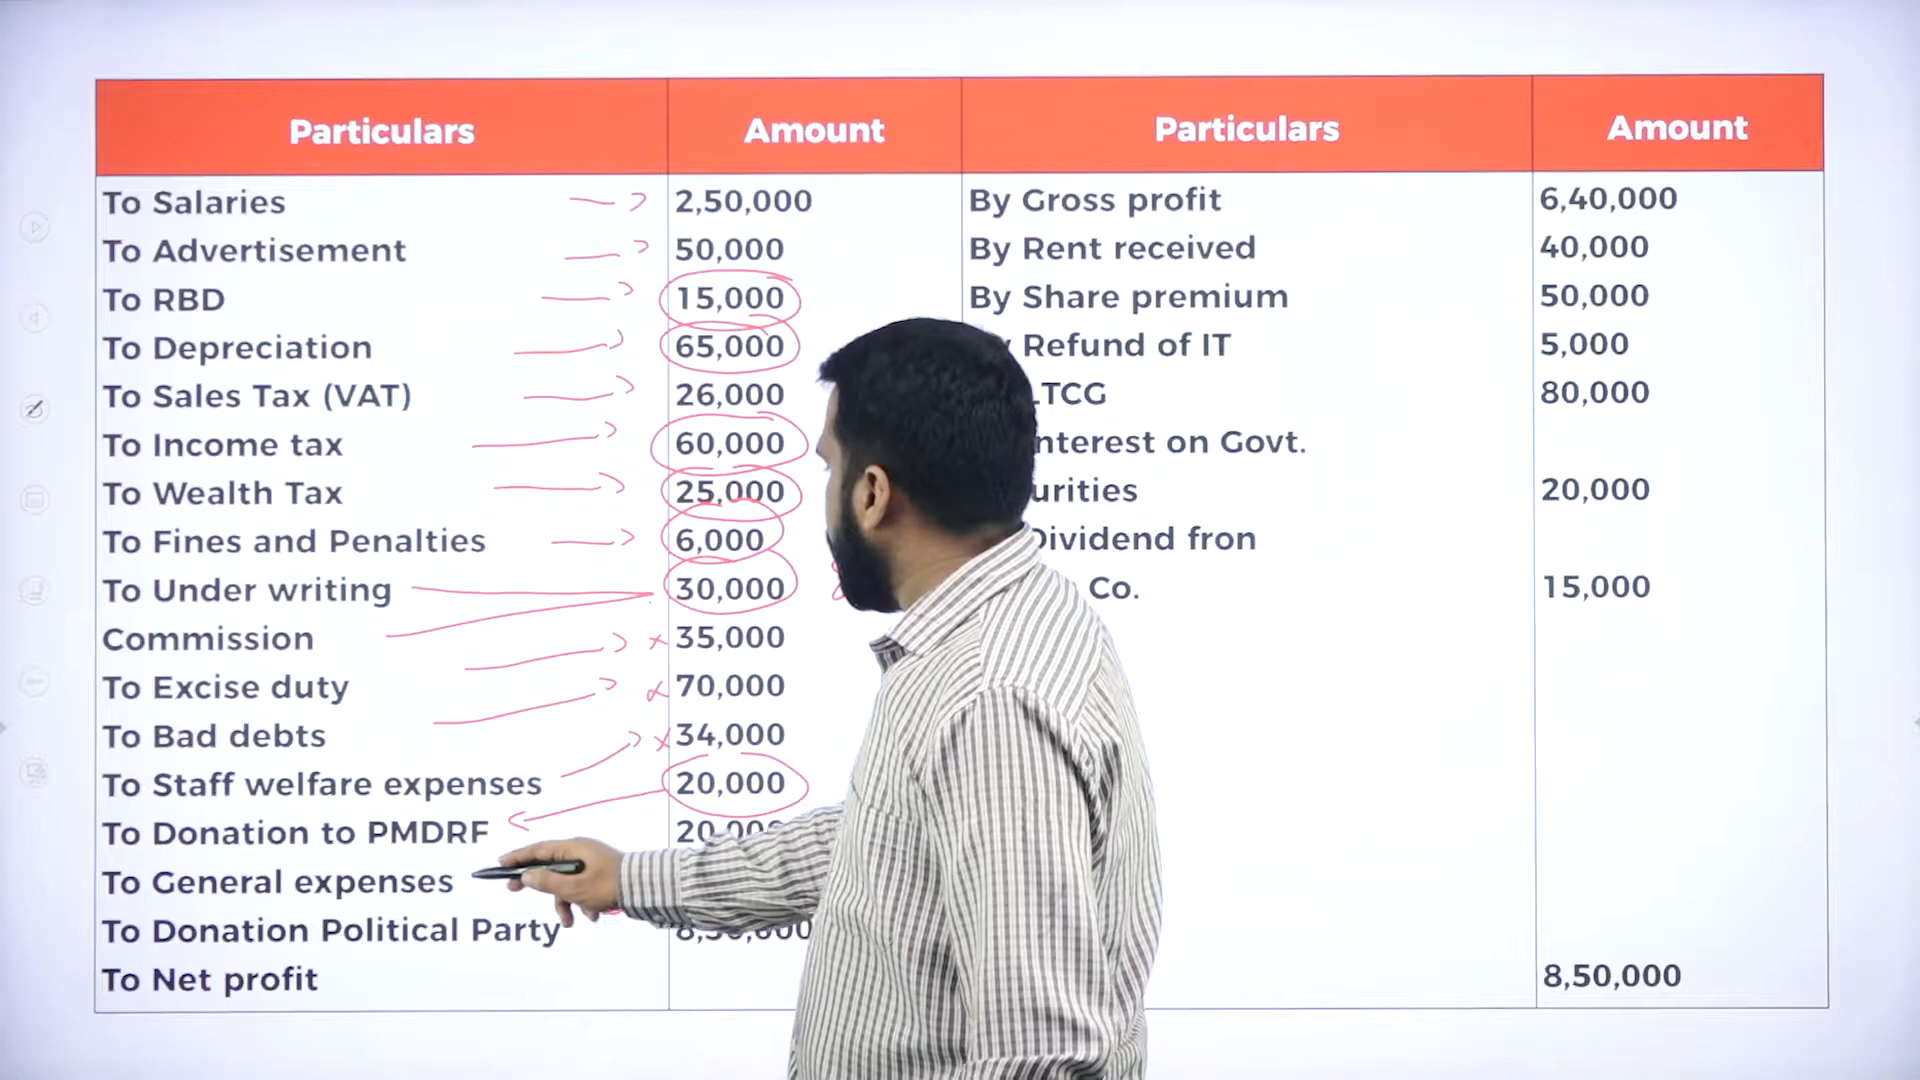 Particulars Amount Particulars Amount
To Salaries 2,50,000 By Gross profit 6,40,000
To Advertisement 50,000 By Rent received 40,000
To RBD 15,000 By Share premium 50,000
To Depreciation 65,000 Refund of IT 5,000
To Sales Tax (VAT) 26,000 LTCG 80,000
To Income tax 60,000 Interest on Govt.
To Wealth Tax 25,000 urities 20,000
To Fines and Penalties 6,000 Dividend fron
To Under writing 30,000 Co. 15,000
Commission 35,000
To Excise duty 70,000
To Bad debts 34,000
To Staff welfare expenses 20,000
To Donation to PMDRF 20,000
To General expenses
To Donation Political Party 8,50,000
To Net profit 8,50,000